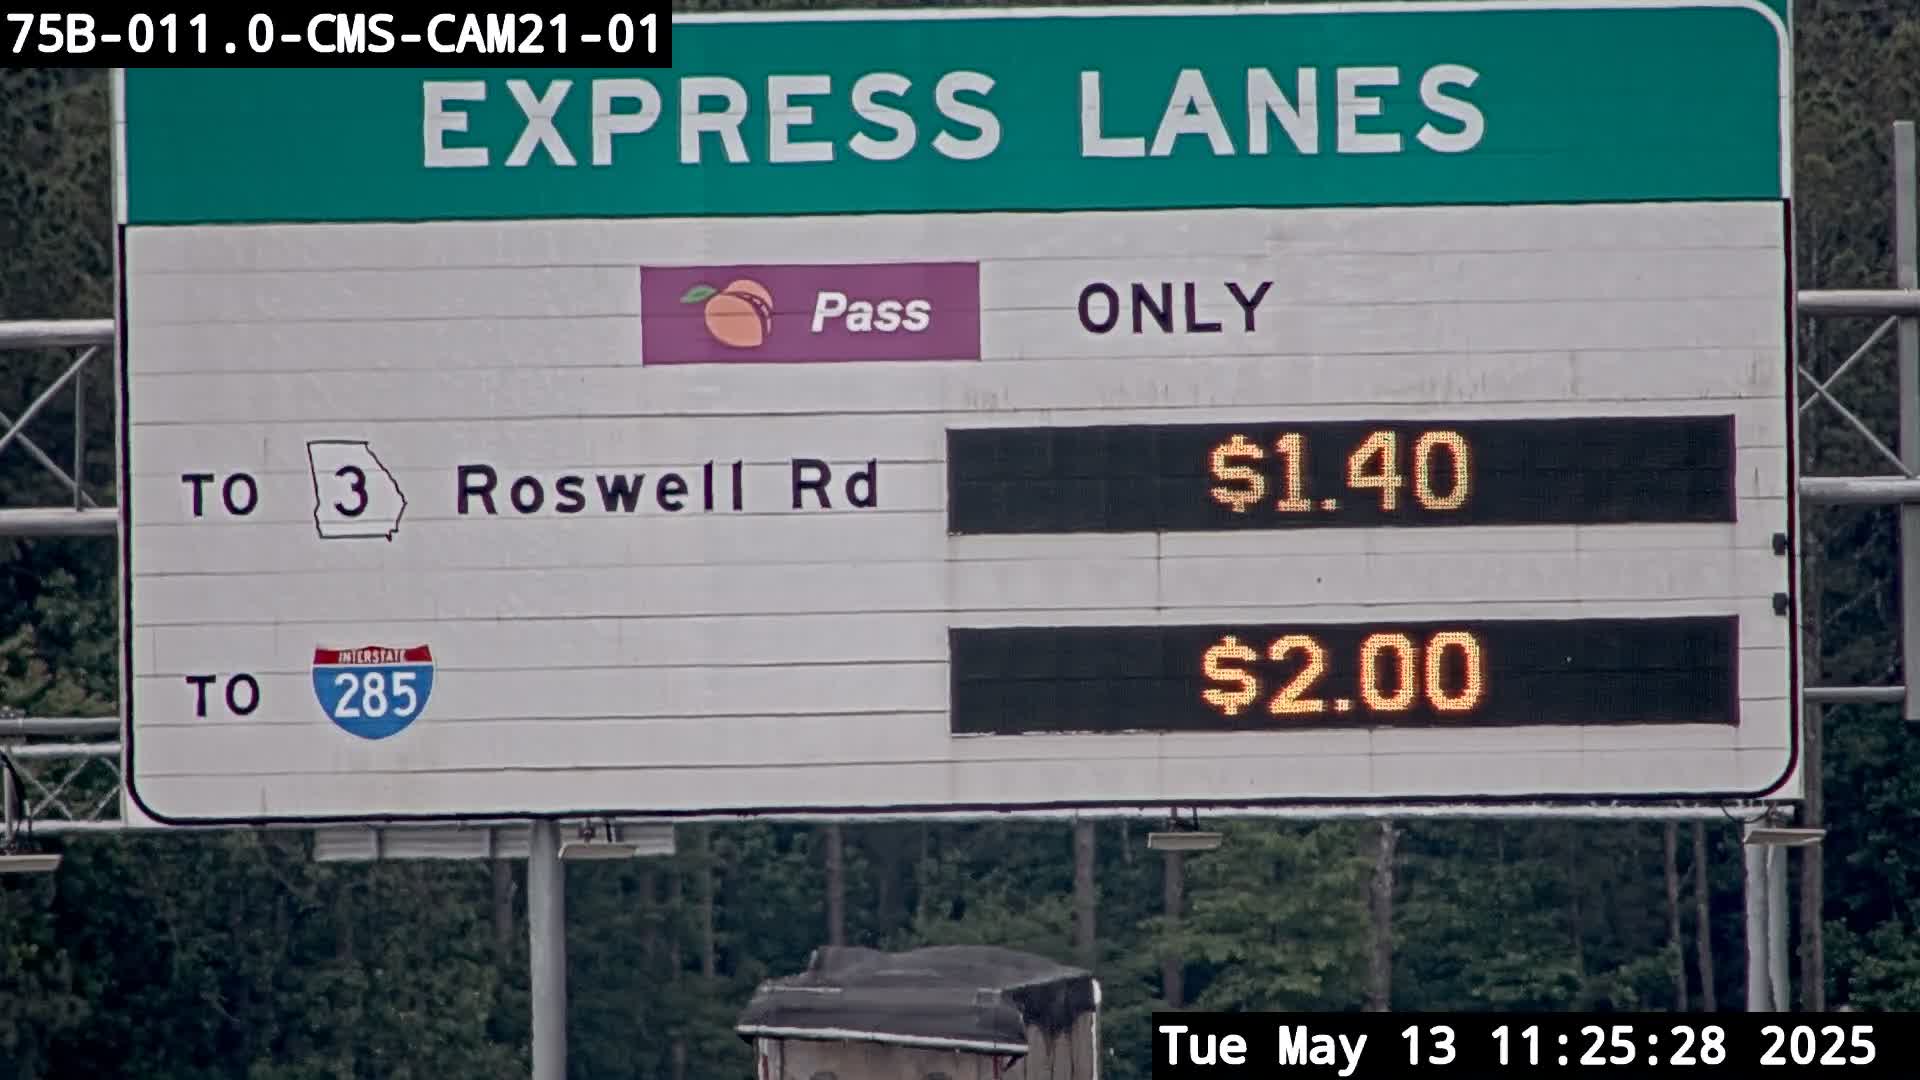 75B-011.0-CMS-CAM21-01
EXPRESS LANES
Pass ONLY
TO 3 Roswell Rd $1.40
INTERSTATE
TO 285 $2.00
Tue May 13 11:25:28 2025